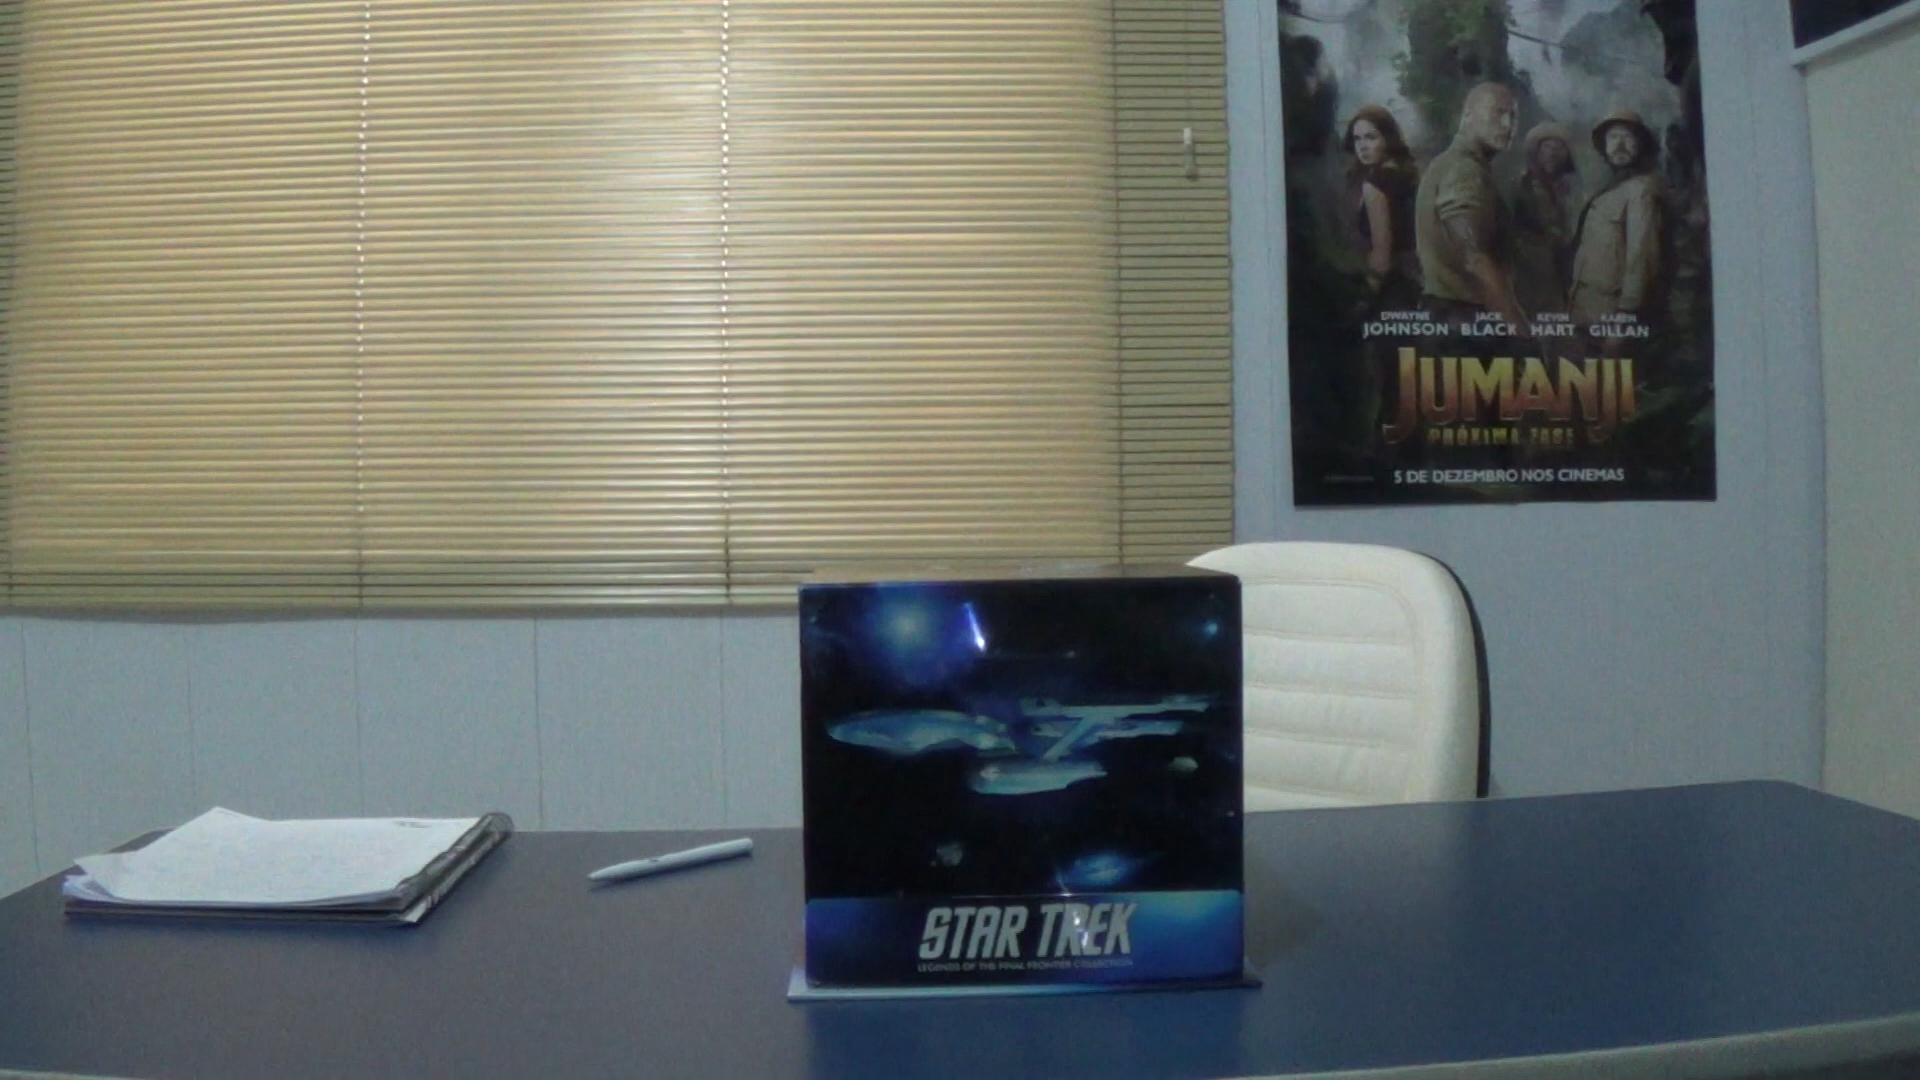 DWAYNE JACK KEVIN KAREN
JOHNSON BLACK HART GILLAN
JUMANJI
PRÓXIMA FASE
5 DE DEZEMBRO NOS CINEMAS
STAR TREK
LEGENDS OF THE FINAL FRONTIER COLLECTION